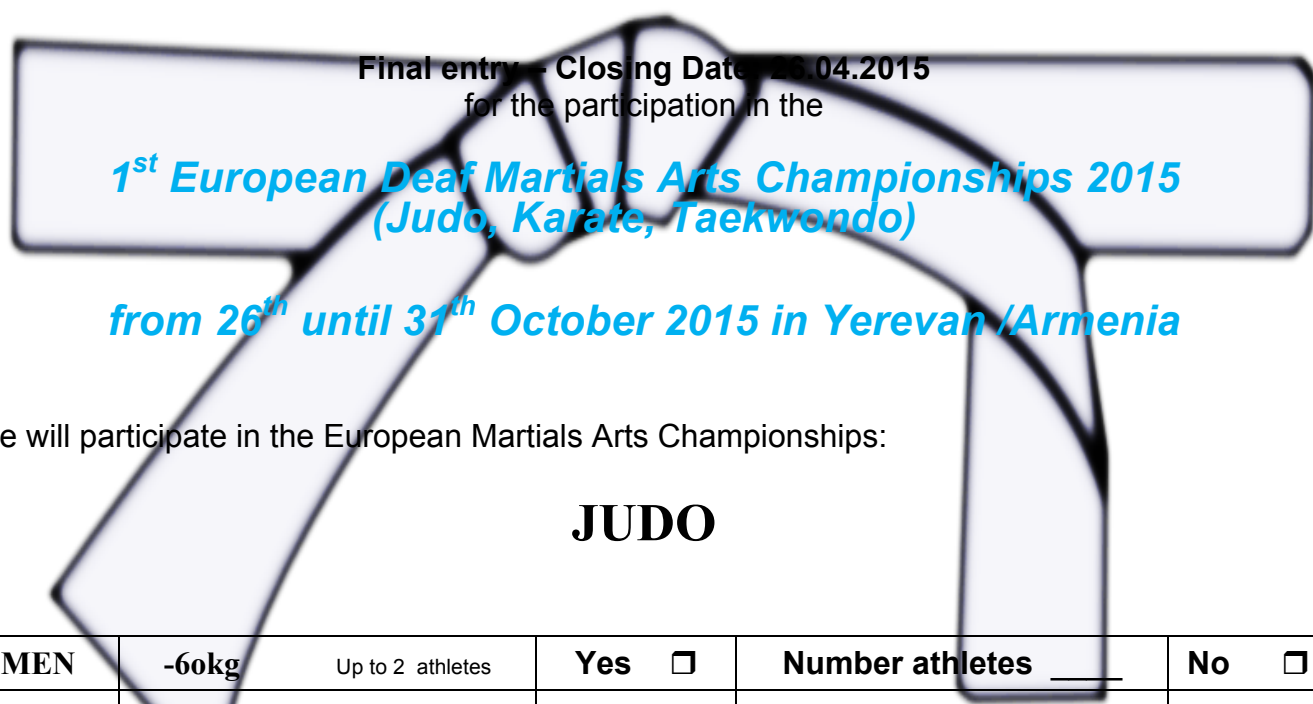 Final entry – Closing Date: 26.04.2015
for the participation in the
1st European Deaf Martials Arts Championships 2015
(Judo, Karate, Taekwondo)
from 26th until 31th October 2015 in Yerevan /Armenia
e will participate in the European Martials Arts Championships:
JUDO
MEN -6okg Up to 2 athletes Yes ❒ Number athletes ____ No ❒